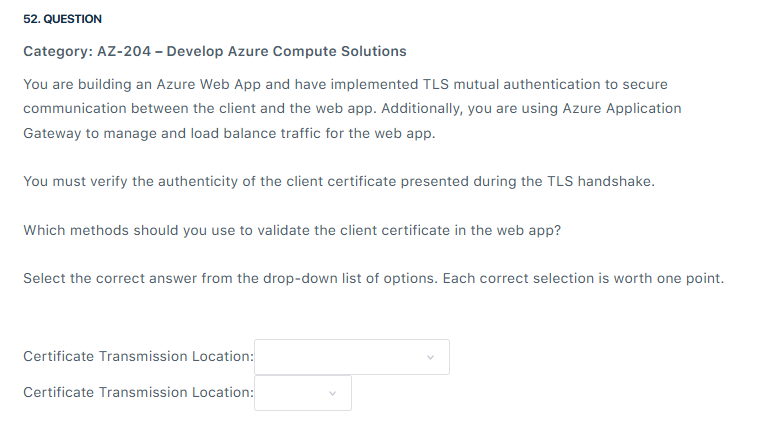 52. QUESTION
Category: AZ-204 – Develop Azure Compute Solutions
You are building an Azure Web App and have implemented TLS mutual authentication to secure
communication between the client and the web app. Additionally, you are using Azure Application
Gateway to manage and load balance traffic for the web app.
You must verify the authenticity of the client certificate presented during the TLS handshake.
Which methods should you use to validate the client certificate in the web app?
Select the correct answer from the drop-down list of options. Each correct selection is worth one point.
Certificate Transmission Location:
Certificate Transmission Location: